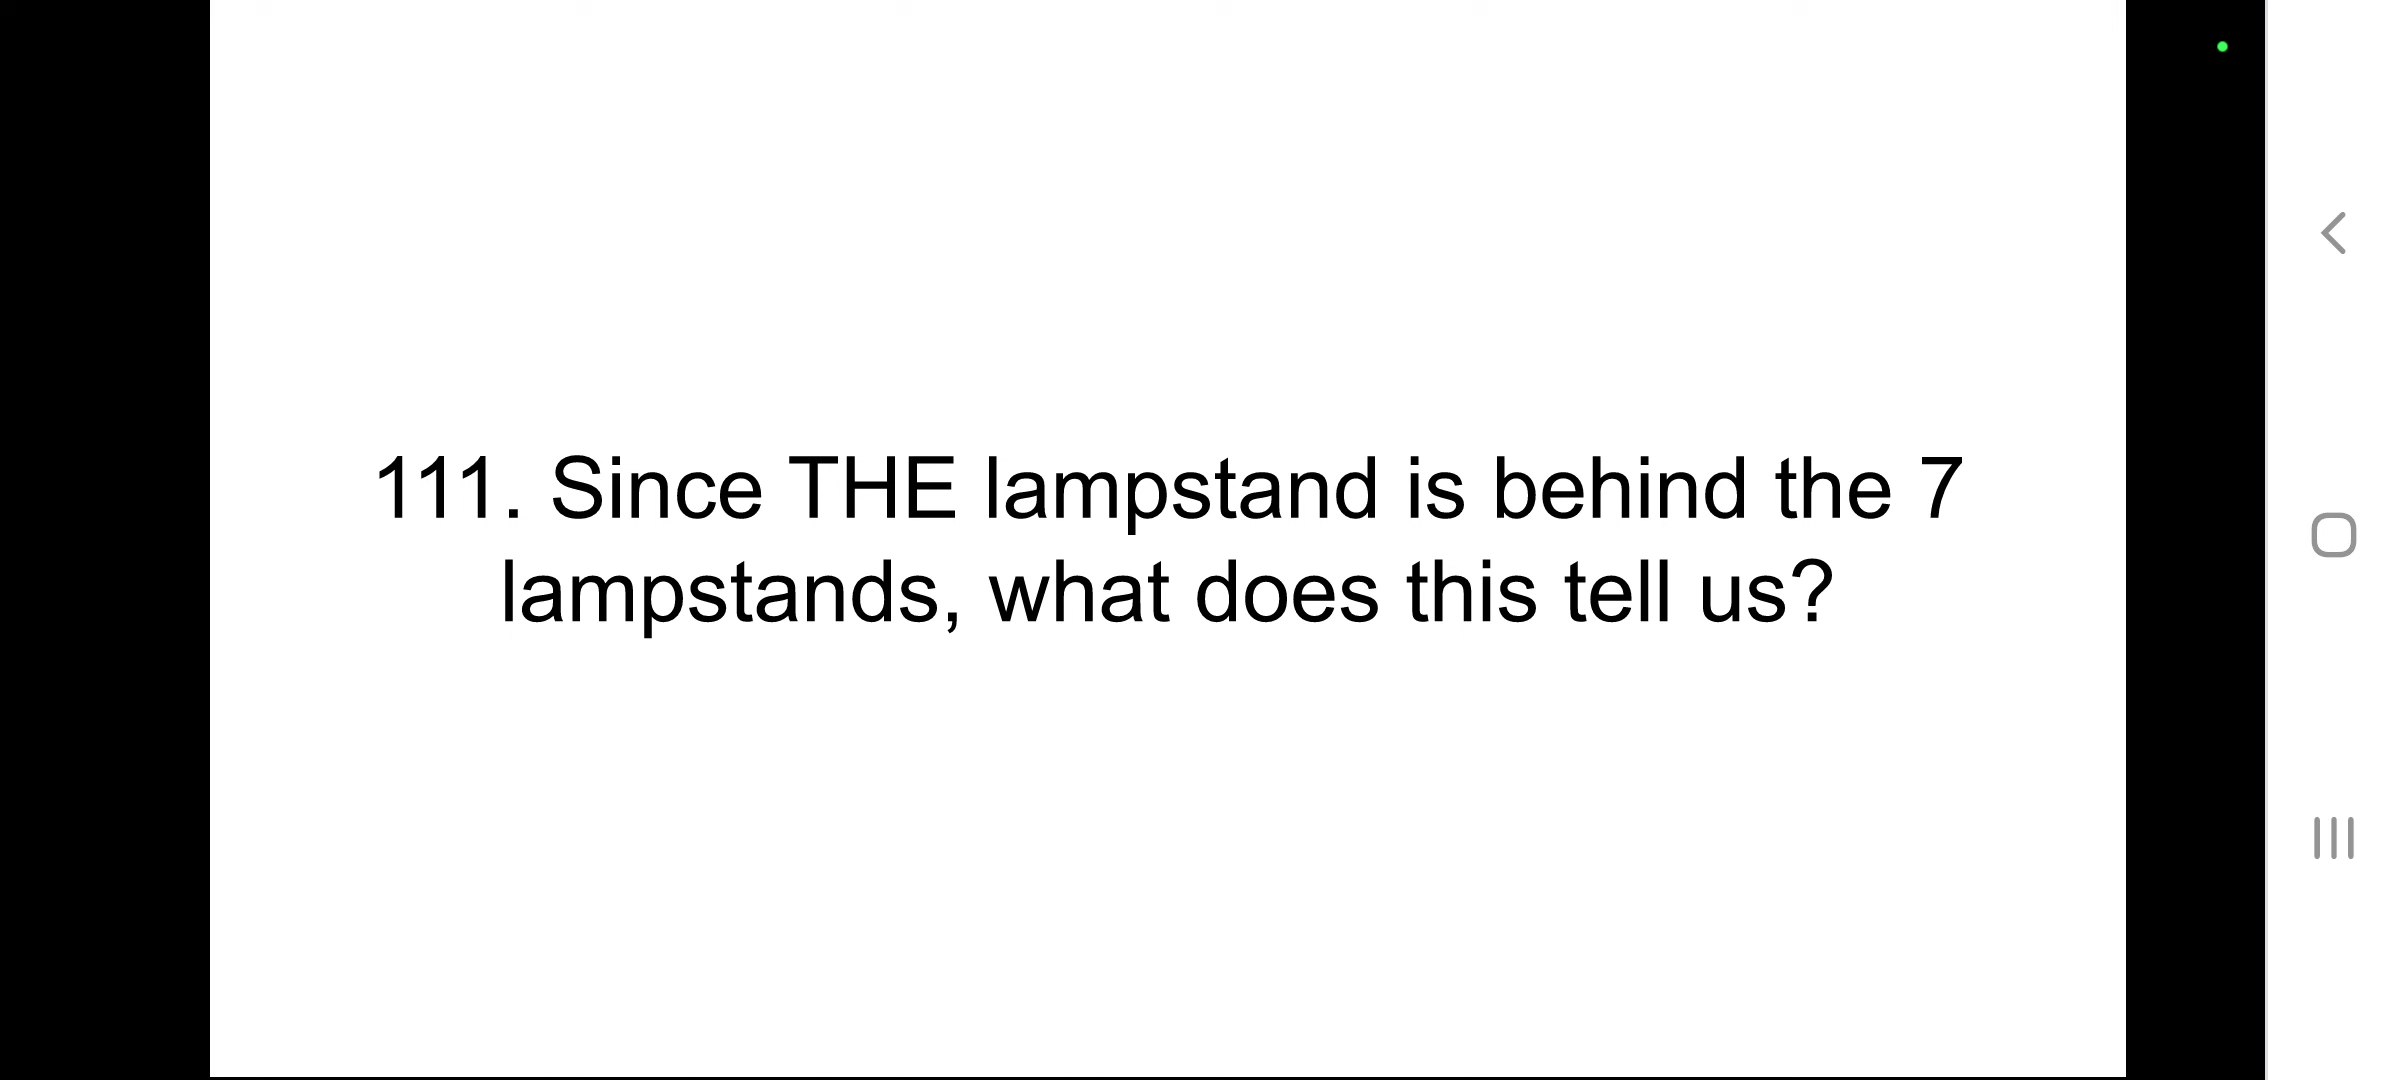 111. Since THE lampstand is behind the 7
lampstands, what does this tell us?